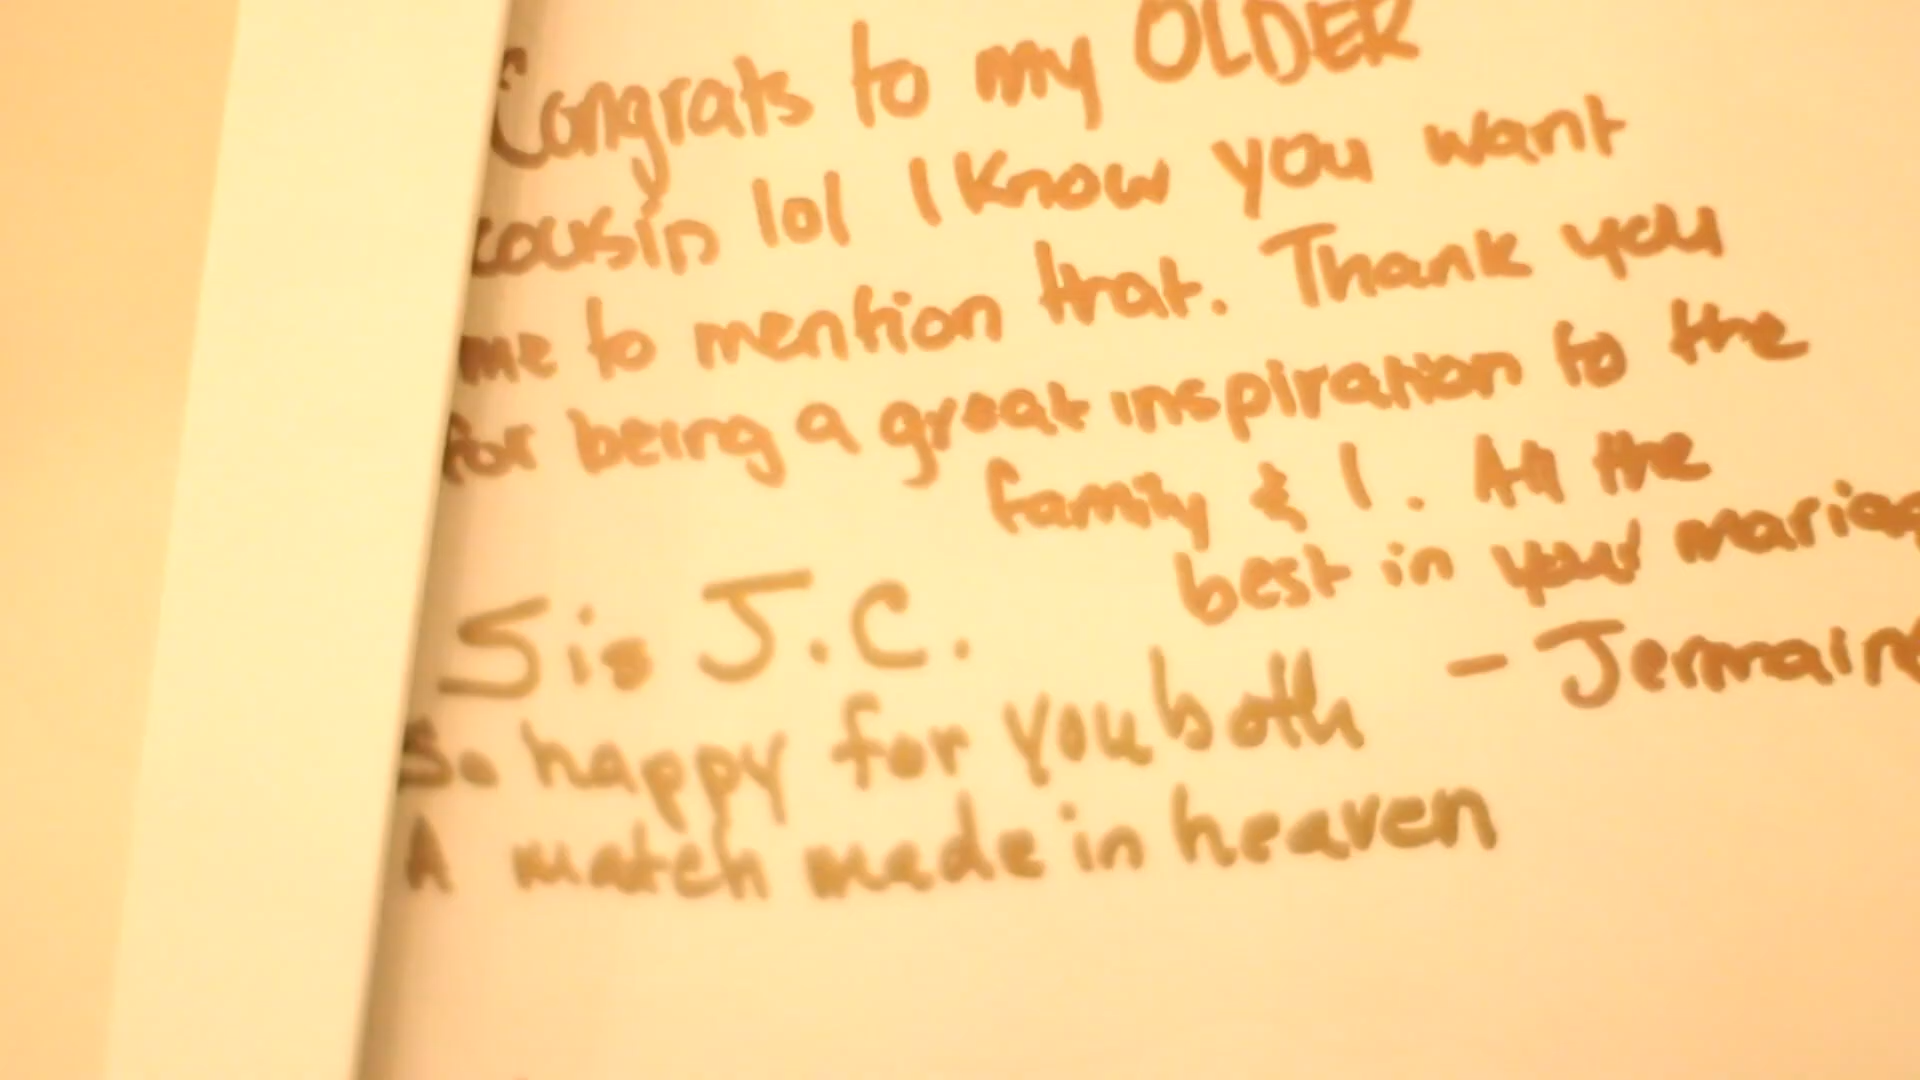 Congrats to my OLDER
cousin lol I know you want
me to mention that. Thank you
for being a great inspiration to the
family & I. All the
best in your
- Jermaine
Sis J.C.
So happy for you both
A match made in heaven